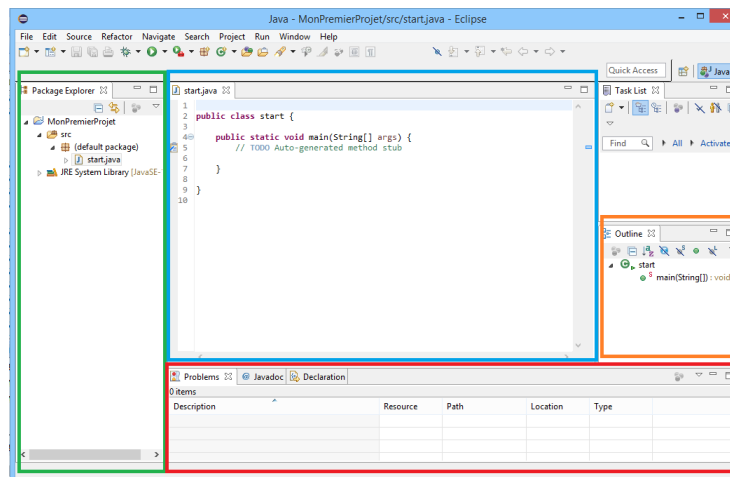 Java - MonPremierProjet/src/start.java - Eclipse
File Edit Source Refactor Navigate Search Project Run Window Help
Quick Access
Java
Package Explorer
MonPremierProjet
src
(default package)
start.java
JRE System Library [JavaSE-
start.java
1
2 public class start {
3
4 public static void main(String[] args) {
5 // TODO Auto-generated method stub
6
7 }
8
9 }
10
Task List
Find All Activate
Outline
start
main(String[]) : void
Problems Javadoc Declaration
0 items
Description Resource Path Location Type